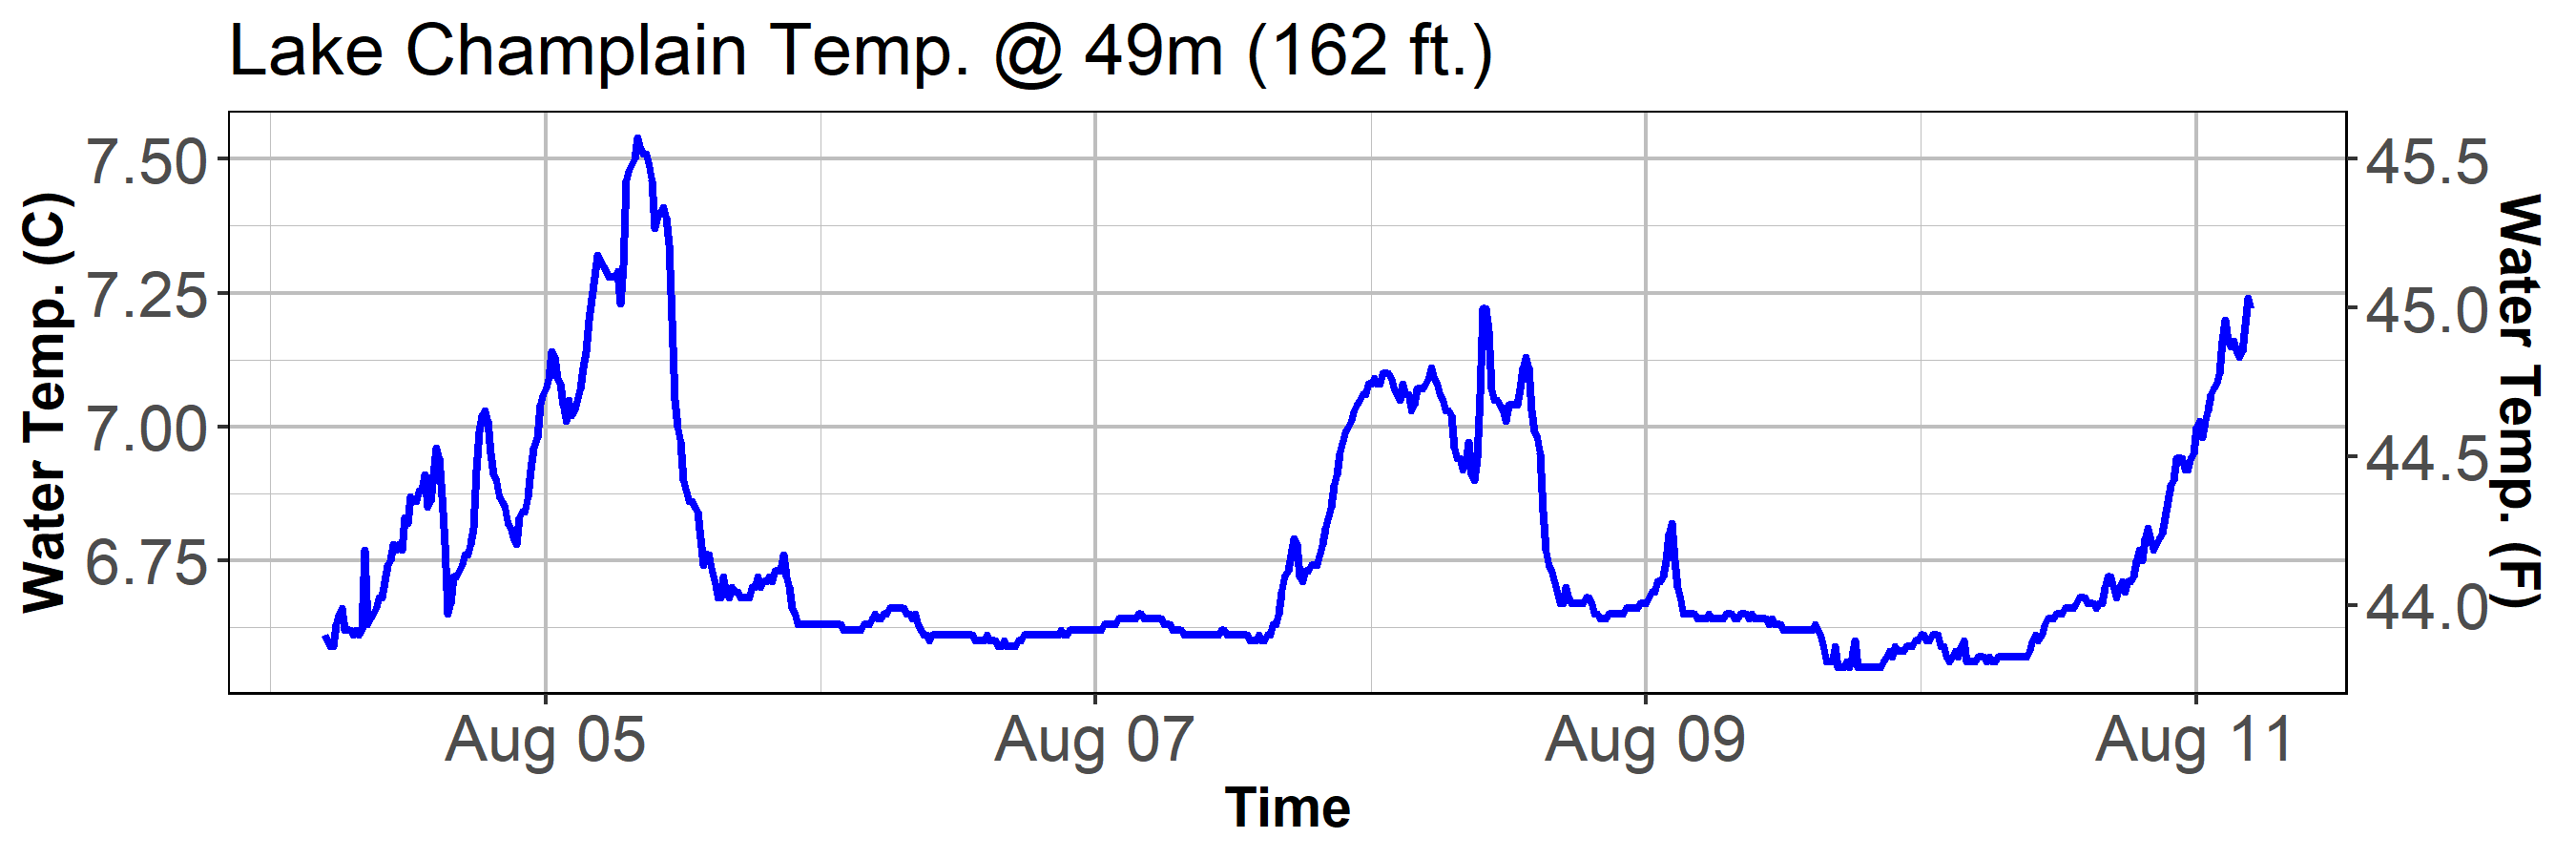 Lake Champlain Temp. @ 49m (162 ft.)
Water Temp. (C)
7.50
7.25
7.00
6.75
45.5
45.0
44.5
44.0
Water Temp. (F)
Aug 05 Aug 07 Aug 09 Aug 11
Time